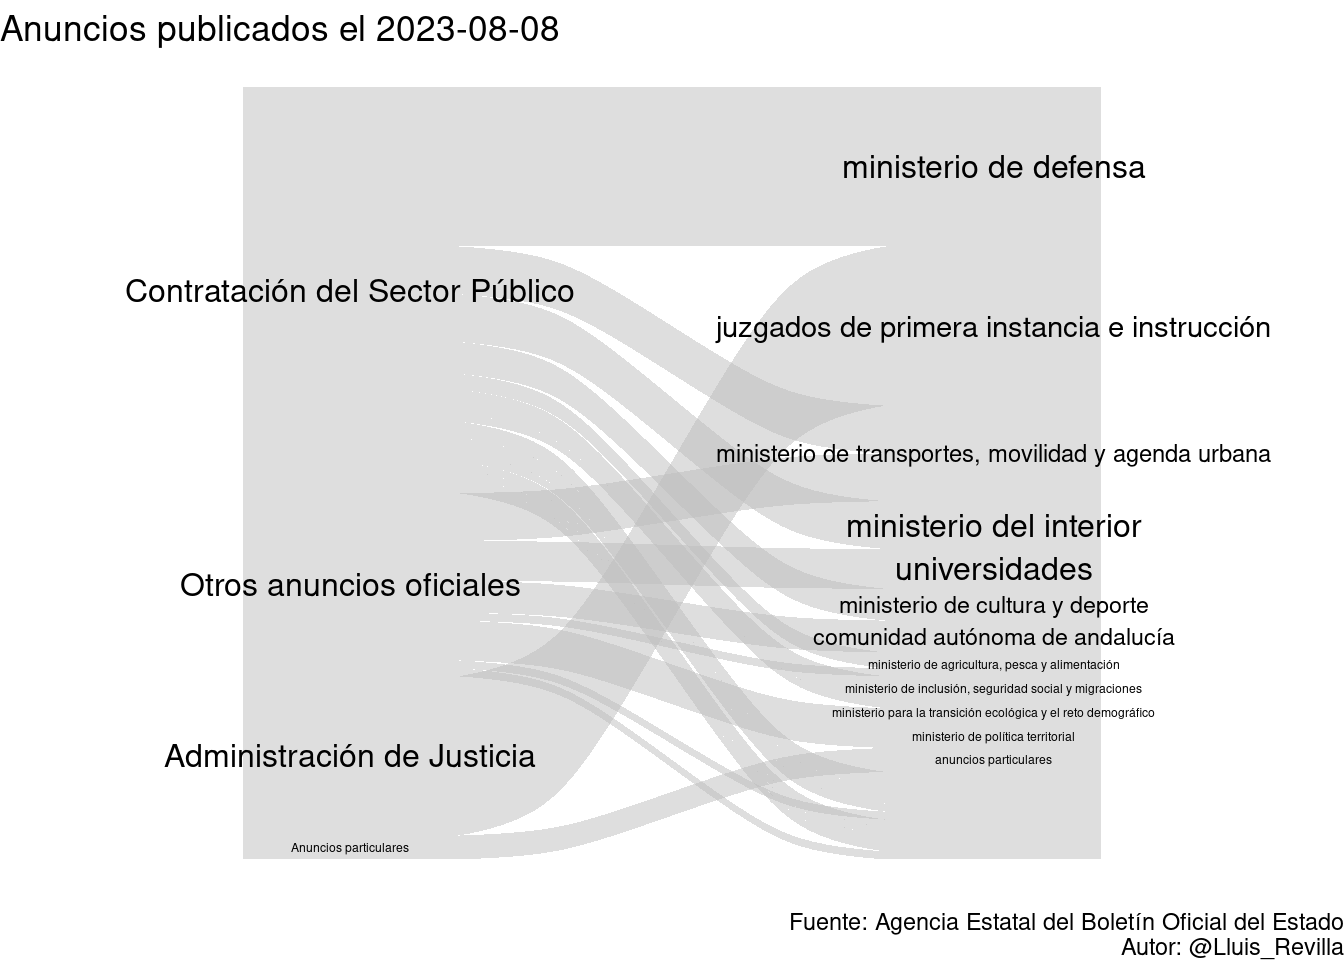 Anuncios publicados el 2023-08-08
Contratación del Sector Público
Otros anuncios oficiales
Administración de Justicia
Anuncios particulares
ministerio de defensa
juzgados de primera instancia e instrucción
ministerio de transportes, movilidad y agenda urbana
ministerio del interior
universidades
ministerio de cultura y deporte
comunidad autónoma de andalucía
ministerio de agricultura, pesca y alimentación
ministerio de inclusión, seguridad social y migraciones
ministerio para la transición ecológica y el reto demográfico
ministerio de política territorial
anuncios particulares
Fuente: Agencia Estatal del Boletín Oficial del Estado
Autor: @Lluis_Revilla